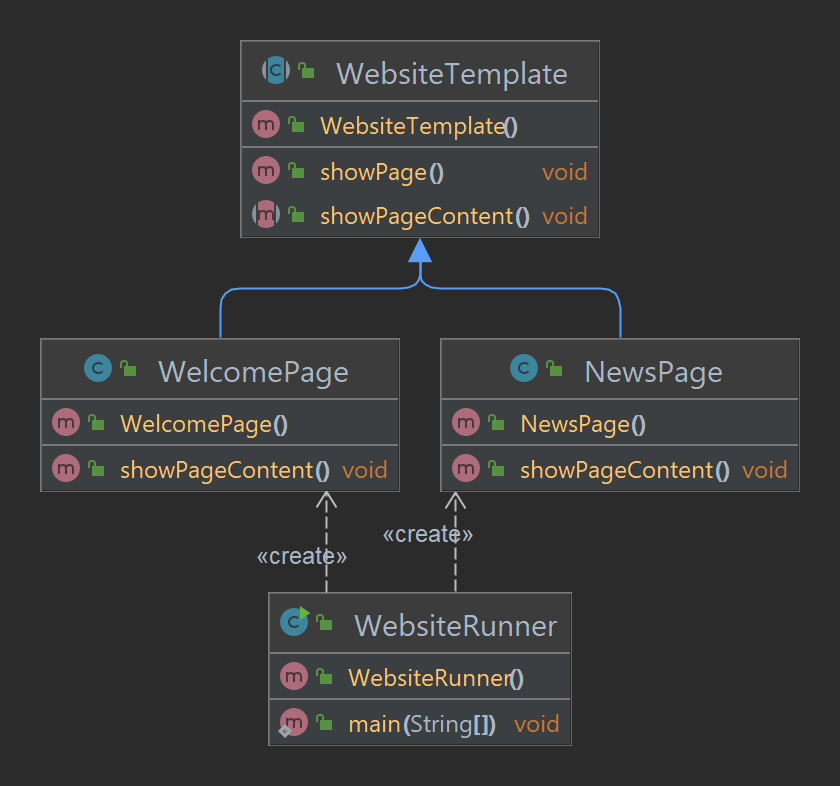 WebsiteTemplate
WebsiteTemplate()
showPage() void
showPageContent() void
WelcomePage
WelcomePage()
showPageContent() void
NewsPage
NewsPage()
showPageContent() void
«create»
«create»
WebsiteRunner
WebsiteRunner()
main(String[]) void